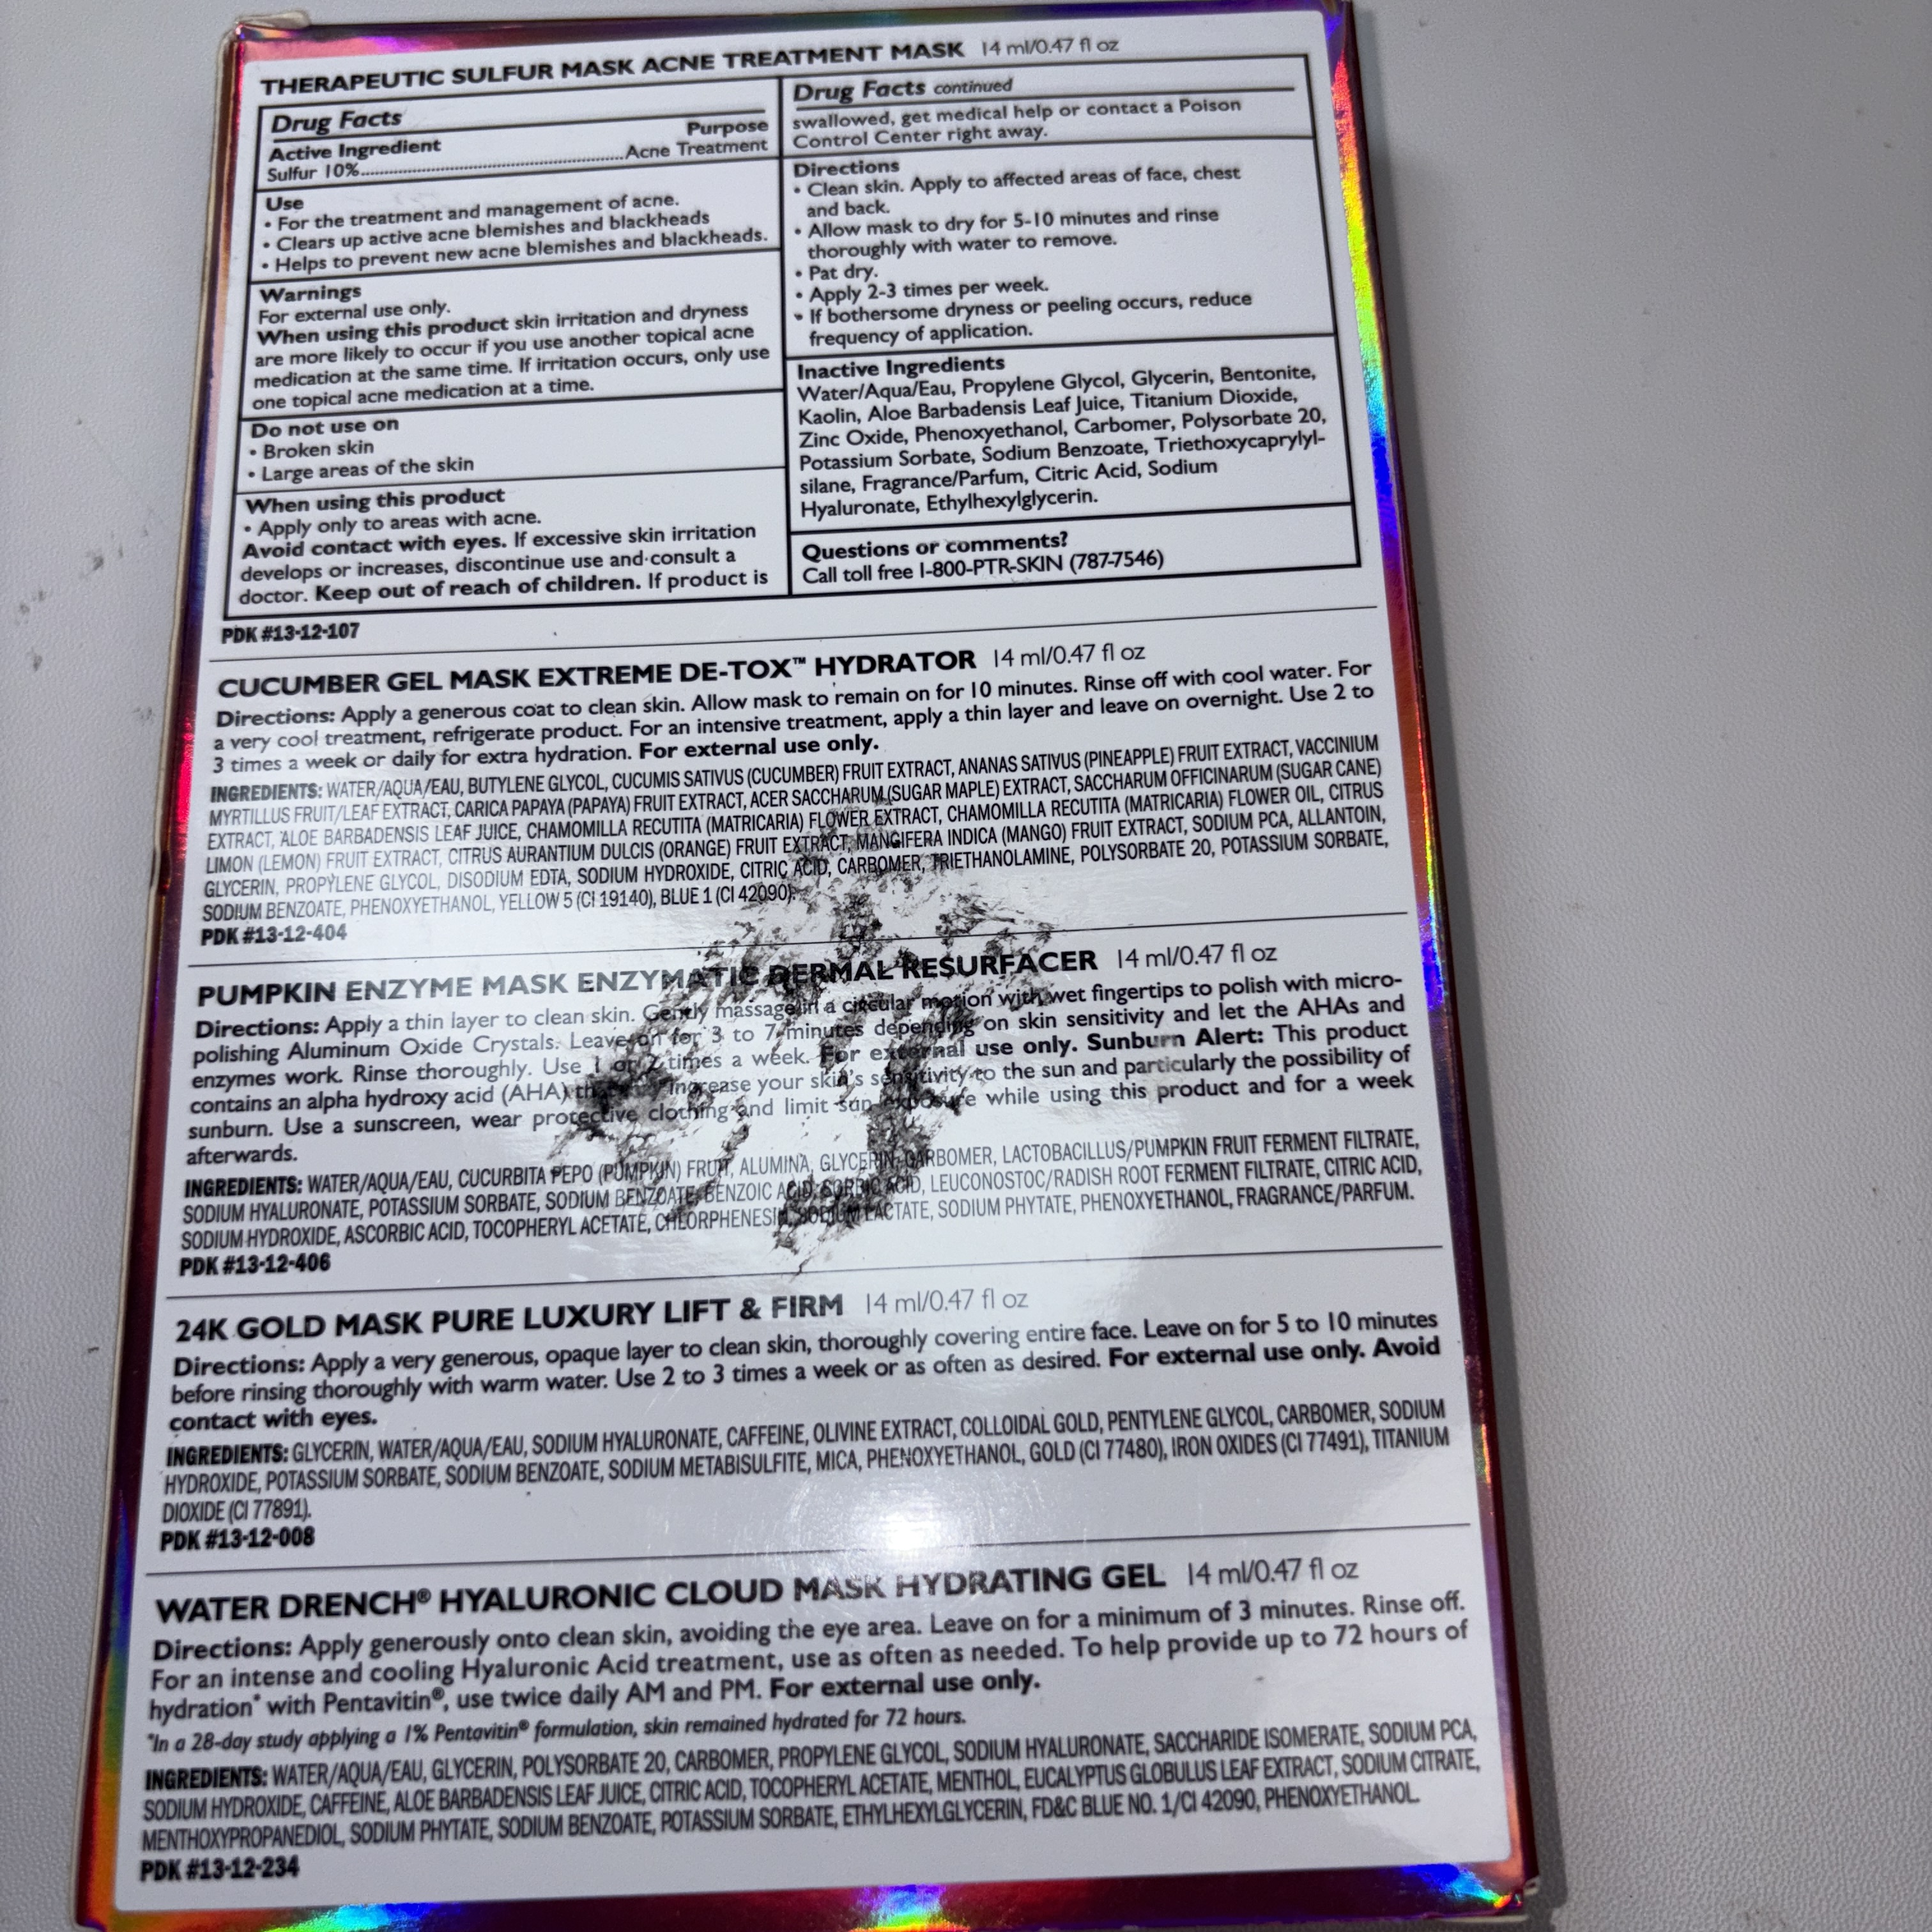 THERAPEUTIC SULFUR MASK ACNE TREATMENT MASK 14 ml/0.47 fl oz
Drug Facts
Active Ingredient Purpose
Sulfur 10%..........Acne Treatment
Use
• For the treatment and management of acne.
• Clears up active acne blemishes and blackheads
• Helps to prevent new acne blemishes and blackheads.
Warnings
For external use only.
When using this product skin irritation and dryness
are more likely to occur if you use another topical acne
medication at the same time. If irritation occurs, only use
one topical acne medication at a time.
Do not use on
• Broken skin
• Large areas of the skin
When using this product
• Apply only to areas with acne.
Avoid contact with eyes. If excessive skin irritation
develops or increases, discontinue use and consult a
doctor. Keep out of reach of children. If product is
Drug Facts continued
swallowed, get medical help or contact a Poison
Control Center right away.
Directions
• Clean skin. Apply to affected areas of face, chest
and back.
• Allow mask to dry for 5-10 minutes and rinse
thoroughly with water to remove.
• Pat dry.
• Apply 2-3 times per week.
• If bothersome dryness or peeling occurs, reduce
frequency of application.
Inactive Ingredients
Water/Aqua/Eau, Propylene Glycol, Glycerin, Bentonite,
Kaolin, Aloe Barbadensis Leaf Juice, Titanium Dioxide,
Zinc Oxide, Phenoxyethanol, Carbomer, Polysorbate 20,
Potassium Sorbate, Sodium Benzoate, Triethoxycaprylyl-
silane, Fragrance/Parfum, Citric Acid, Sodium
Hyaluronate, Ethylhexylglycerin.
Questions or comments?
Call toll free 1-800-PTR-SKIN (787-7546)
PDK #13-12-107
CUCUMBER GEL MASK EXTREME DE-TOX™ HYDRATOR 14 ml/0.47 fl oz
Directions: Apply a generous coat to clean skin. Allow mask to remain on for 10 minutes. Rinse off with cool water. For
a very cool treatment, refrigerate product. For an intensive treatment, apply a thin layer and leave on overnight. Use 2 to
3 times a week or daily for extra hydration. For external use only.
INGREDIENTS: WATER/AQUA/EAU, BUTYLENE GLYCOL, CUCUMIS SATIVUS (CUCUMBER) FRUIT EXTRACT, ANANAS SATIVUS (PINEAPPLE) FRUIT EXTRACT, VACCINIUM
MYRTILLUS FRUIT/LEAF EXTRACT, CARICA PAPAYA (PAPAYA) FRUIT EXTRACT, ACER SACCHARUM (SUGAR MAPLE) EXTRACT, SACCHARUM OFFICINARUM (SUGAR CANE)
EXTRACT, ALOE BARBADENSIS LEAF JUICE, CHAMOMILLA RECUTITA (MATRICARIA) FLOWER EXTRACT, CHAMOMILLA RECUTITA (MATRICARIA) FLOWER OIL, CITRUS
LIMON (LEMON) FRUIT EXTRACT, CITRUS AURANTIUM DULCIS (ORANGE) FRUIT EXTRACT, MANGIFERA INDICA (MANGO) FRUIT EXTRACT, SODIUM PCA, ALLANTOIN,
GLYCERIN, PROPYLENE GLYCOL, DISODIUM EDTA, SODIUM HYDROXIDE, CITRIC ACID, CARBOMER, TRIETHANOLAMINE, POLYSORBATE 20, POTASSIUM SORBATE,
SODIUM BENZOATE, PHENOXYETHANOL, YELLOW 5 (CI 19140), BLUE 1 (CI 42090).
PDK #13-12-404
PUMPKIN ENZYME MASK ENZYMATIC DERMAL RESURFACER 14 ml/0.47 fl oz
Directions: Apply a thin layer to clean skin. Gently massage in a circular motion with wet fingertips to polish with micro-
polishing Aluminum Oxide Crystals. Leave on for 3 to 7 minutes depending on skin sensitivity and let the AHAs and
enzymes work. Rinse thoroughly. Use 1 or 2 times a week. For external use only. Sunburn Alert: This product
contains an alpha hydroxy acid (AHA) increase your skin's sensitivity to the sun and particularly the possibility of
sunburn. Use a sunscreen, wear protective clothing and limit sun exposure while using this product and for a week
afterwards.
INGREDIENTS: WATER/AQUA/EAU, CUCURBITA PEPO (PUMPKIN) FRUIT, ALUMINA, GLYCERIN, CARBOMER, LACTOBACILLUS/PUMPKIN FRUIT FERMENT FILTRATE,
SODIUM HYALURONATE, POTASSIUM SORBATE, SODIUM BENZOATE, BENZOIC ACID, SORBIC ACID, LEUCONOSTOC/RADISH ROOT FERMENT FILTRATE, CITRIC ACID,
SODIUM HYDROXIDE, ASCORBIC ACID, TOCOPHERYL ACETATE, CHLORPHENESIN, SODIUM LACTATE, SODIUM PHYTATE, PHENOXYETHANOL, FRAGRANCE/PARFUM.
PDK #13-12-406
24K GOLD MASK PURE LUXURY LIFT & FIRM 14 ml/0.47 fl oz
Directions: Apply a very generous, opaque layer to clean skin, thoroughly covering entire face. Leave on for 5 to 10 minutes
before rinsing thoroughly with warm water. Use 2 to 3 times a week or as often as desired. For external use only. Avoid
contact with eyes.
INGREDIENTS: GLYCERIN, WATER/AQUA/EAU, SODIUM HYALURONATE, CAFFEINE, OLIVINE EXTRACT, COLLOIDAL GOLD, PENTYLENE GLYCOL, CARBOMER, SODIUM
HYDROXIDE, POTASSIUM SORBATE, SODIUM BENZOATE, SODIUM METABISULFITE, MICA, PHENOXYETHANOL, GOLD (CI 77480), IRON OXIDES (CI 77491), TITANIUM
DIOXIDE (CI 77891).
PDK #13-12-008
WATER DRENCH® HYALURONIC CLOUD MASK HYDRATING GEL 14 ml/0.47 fl oz
Directions: Apply generously onto clean skin, avoiding the eye area. Leave on for a minimum of 3 minutes. Rinse off.
For an intense and cooling Hyaluronic Acid treatment, use as often as needed. To help provide up to 72 hours of
hydration* with Pentavitin®, use twice daily AM and PM. For external use only.
*In a 28-day study applying a 1% Pentavitin® formulation, skin remained hydrated for 72 hours.
INGREDIENTS: WATER/AQUA/EAU, GLYCERIN, POLYSORBATE 20, CARBOMER, PROPYLENE GLYCOL, SODIUM HYALURONATE, SACCHARIDE ISOMERATE, SODIUM PCA,
SODIUM HYDROXIDE, CAFFEINE, ALOE BARBADENSIS LEAF JUICE, CITRIC ACID, TOCOPHERYL ACETATE, MENTHOL, EUCALYPTUS GLOBULUS LEAF EXTRACT, SODIUM CITRATE,
MENTHOXYPROPANEDIOL, SODIUM PHYTATE, SODIUM BENZOATE, POTASSIUM SORBATE, ETHYLHEXYLGLYCERIN, FD&C BLUE NO. 1/CI 42090, PHENOXYETHANOL.
PDK #13-12-234